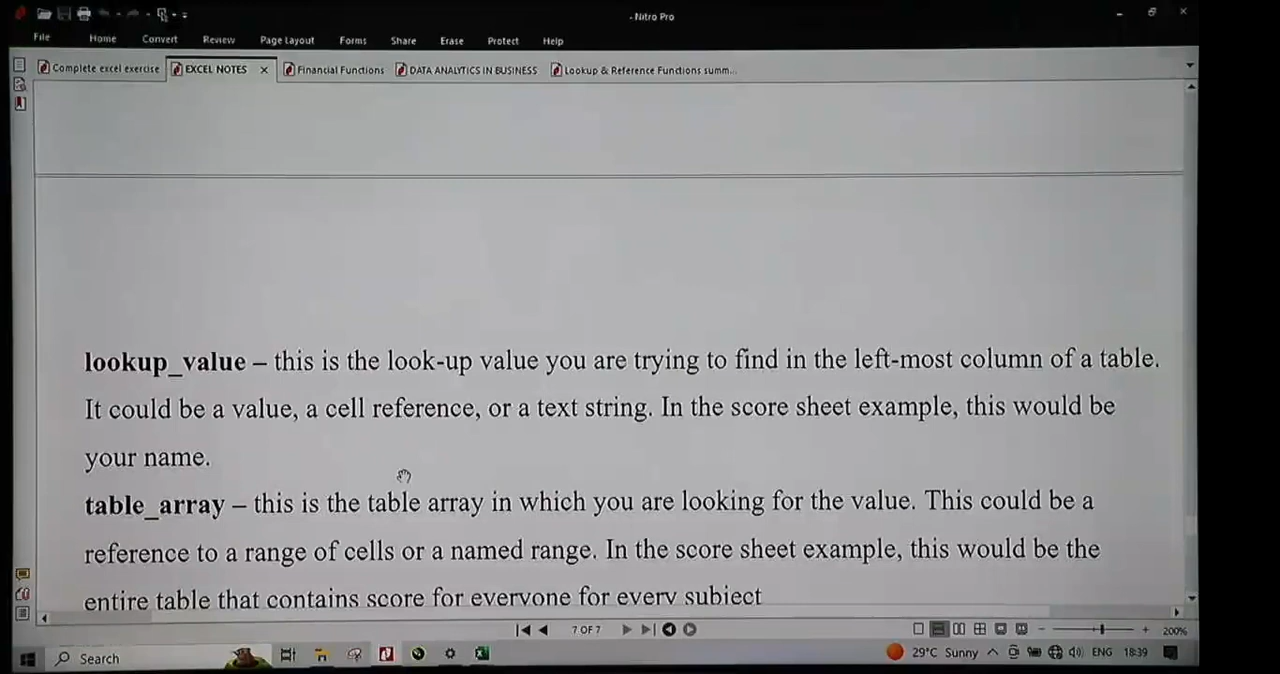 - Nitro Pro
File Home Convert Review Page Layout Forms Share Erase Protect Help
Complete excel exercise EXCEL NOTES × Financial Functions DATA ANALYTICS IN BUSINESS Lookup & Reference Functions summ...
lookup_value – this is the look-up value you are trying to find in the left-most column of a table.
It could be a value, a cell reference, or a text string. In the score sheet example, this would be
your name.
table_array – this is the table array in which you are looking for the value. This could be a
reference to a range of cells or a named range. In the score sheet example, this would be the
entire table that contains score for everyone for every subject
7 OF 7 200%
Search 29°C Sunny ENG 18:39